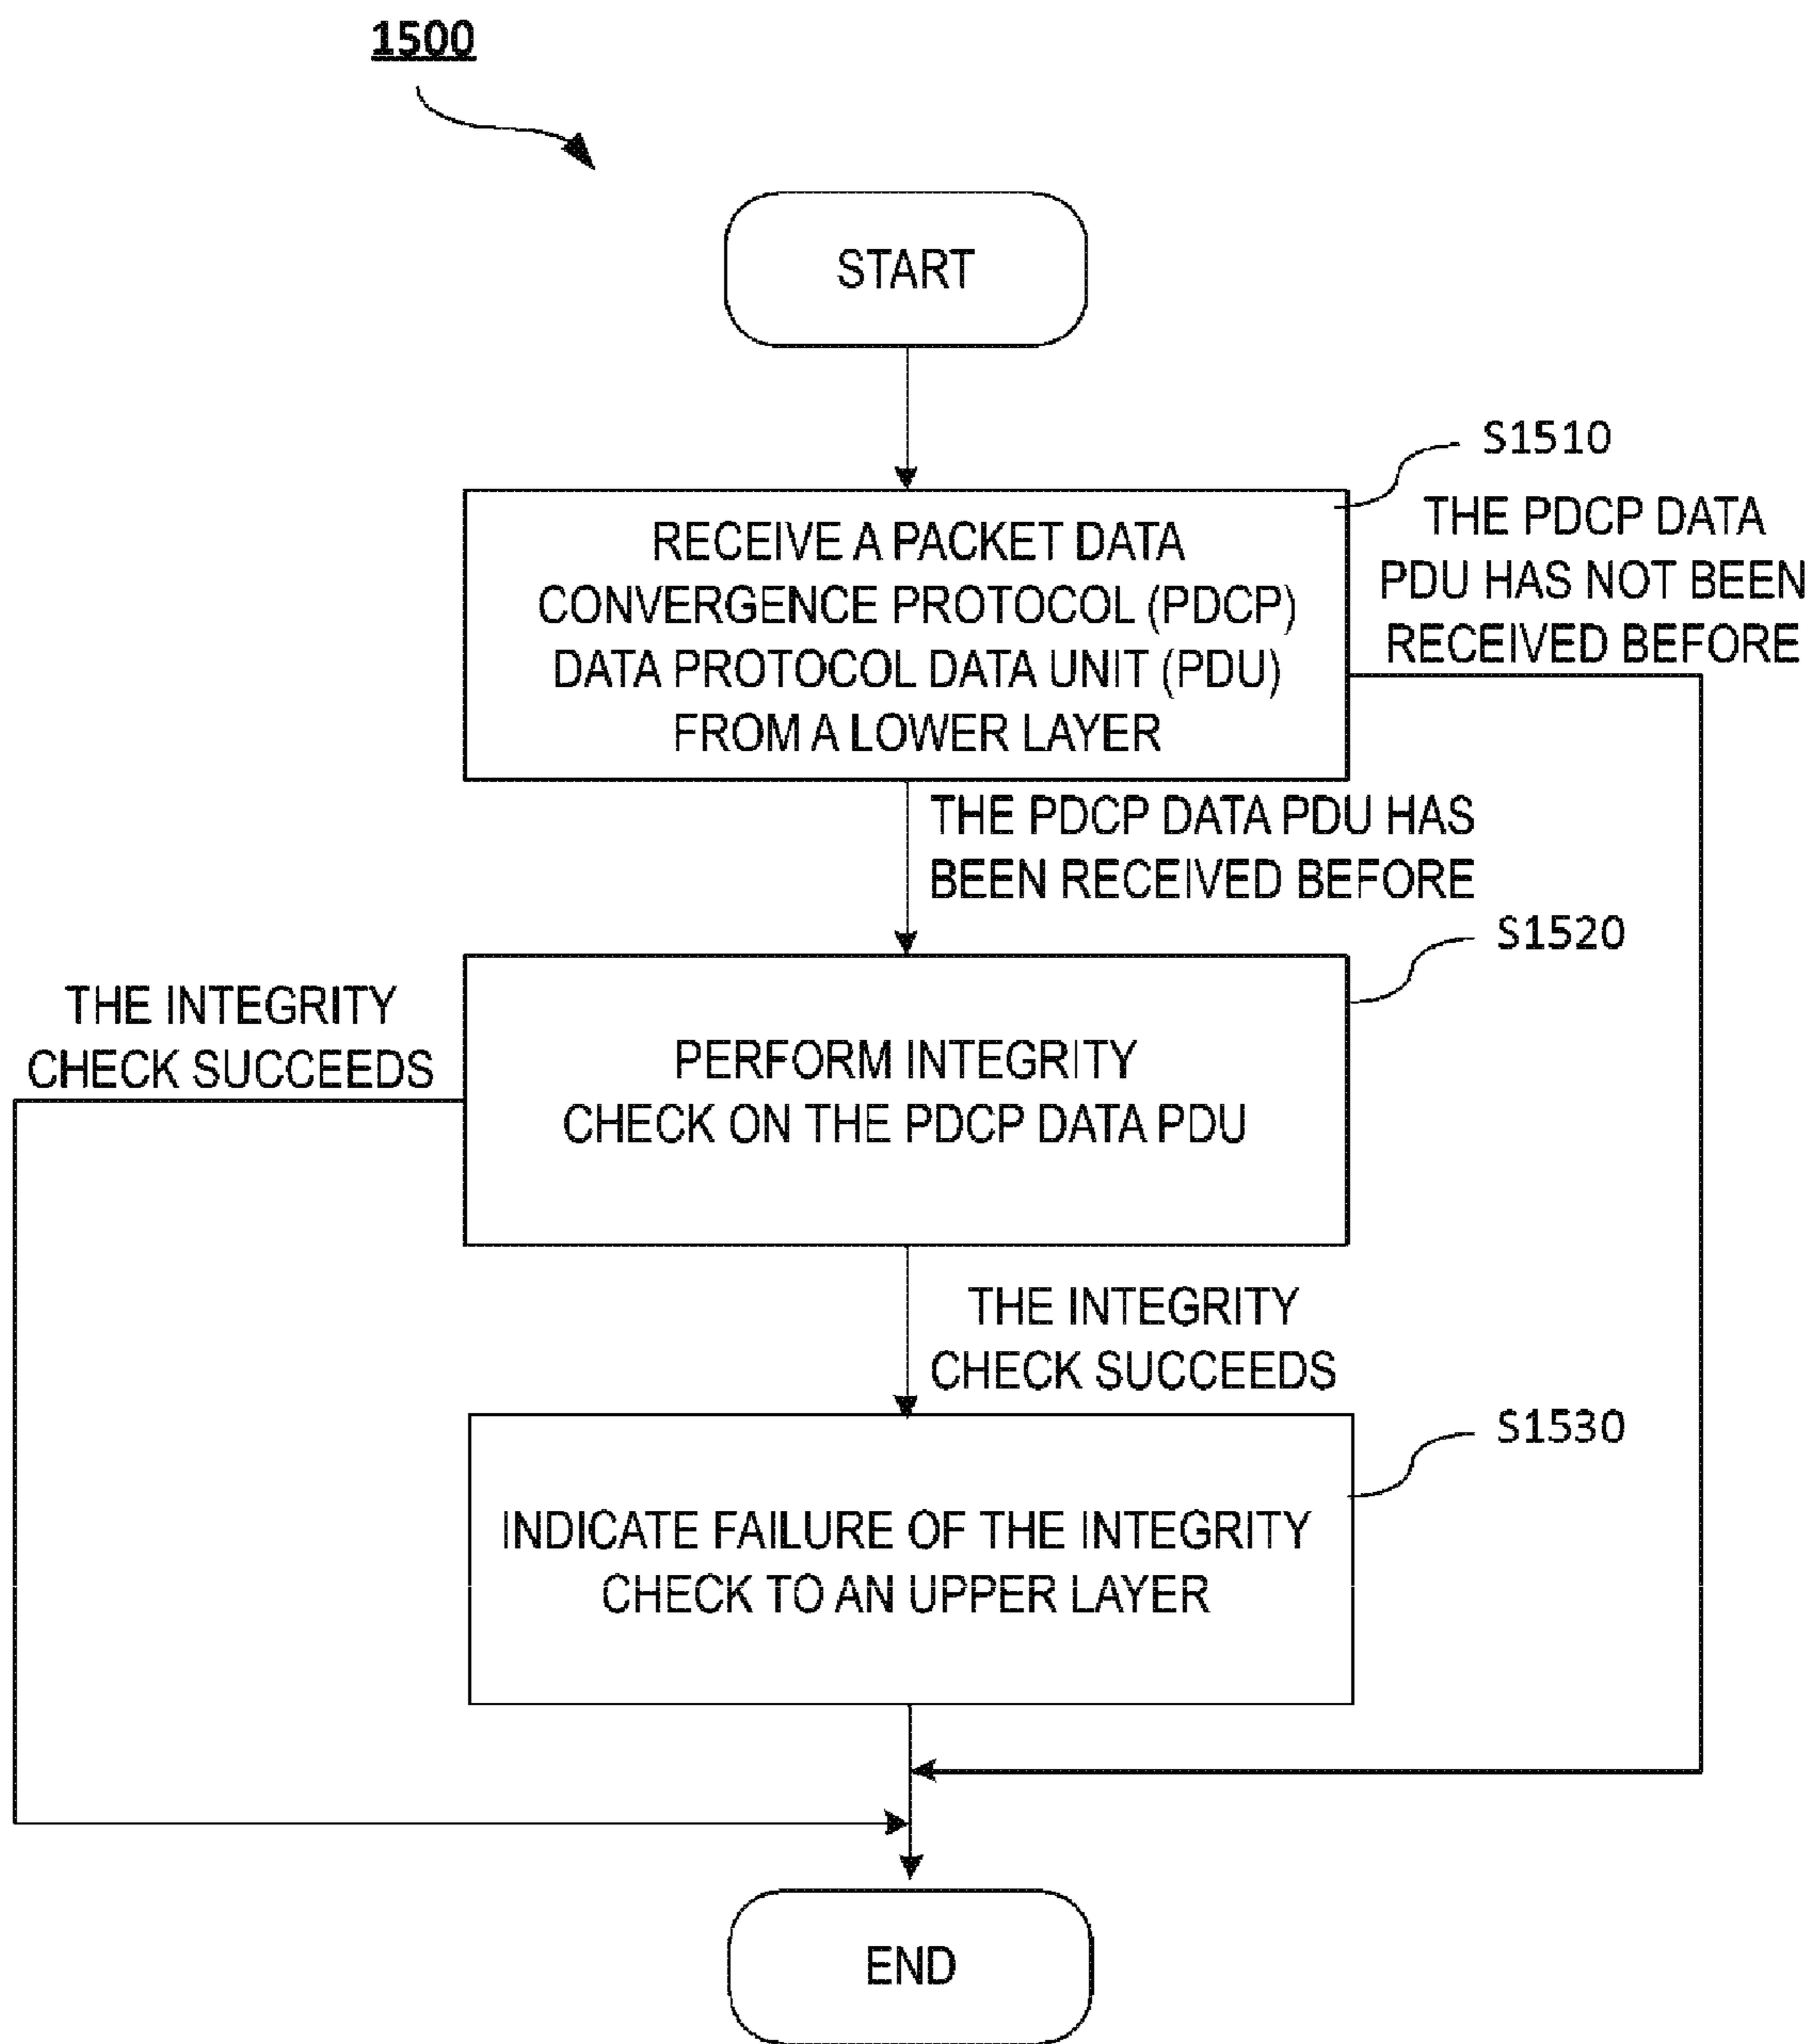 1500
START
S1510
RECEIVE A PACKET DATA
CONVERGENCE PROTOCOL (PDCP)
DATA PROTOCOL DATA UNIT (PDU)
FROM A LOWER LAYER
THE PDCP DATA
PDU HAS NOT BEEN
RECEIVED BEFORE
THE PDCP DATA PDU HAS
BEEN RECEIVED BEFORE
S1520
THE INTEGRITY
CHECK SUCCEEDS
PERFORM INTEGRITY
CHECK ON THE PDCP DATA PDU
THE INTEGRITY
CHECK SUCCEEDS
S1530
INDICATE FAILURE OF THE INTEGRITY
CHECK TO AN UPPER LAYER
END